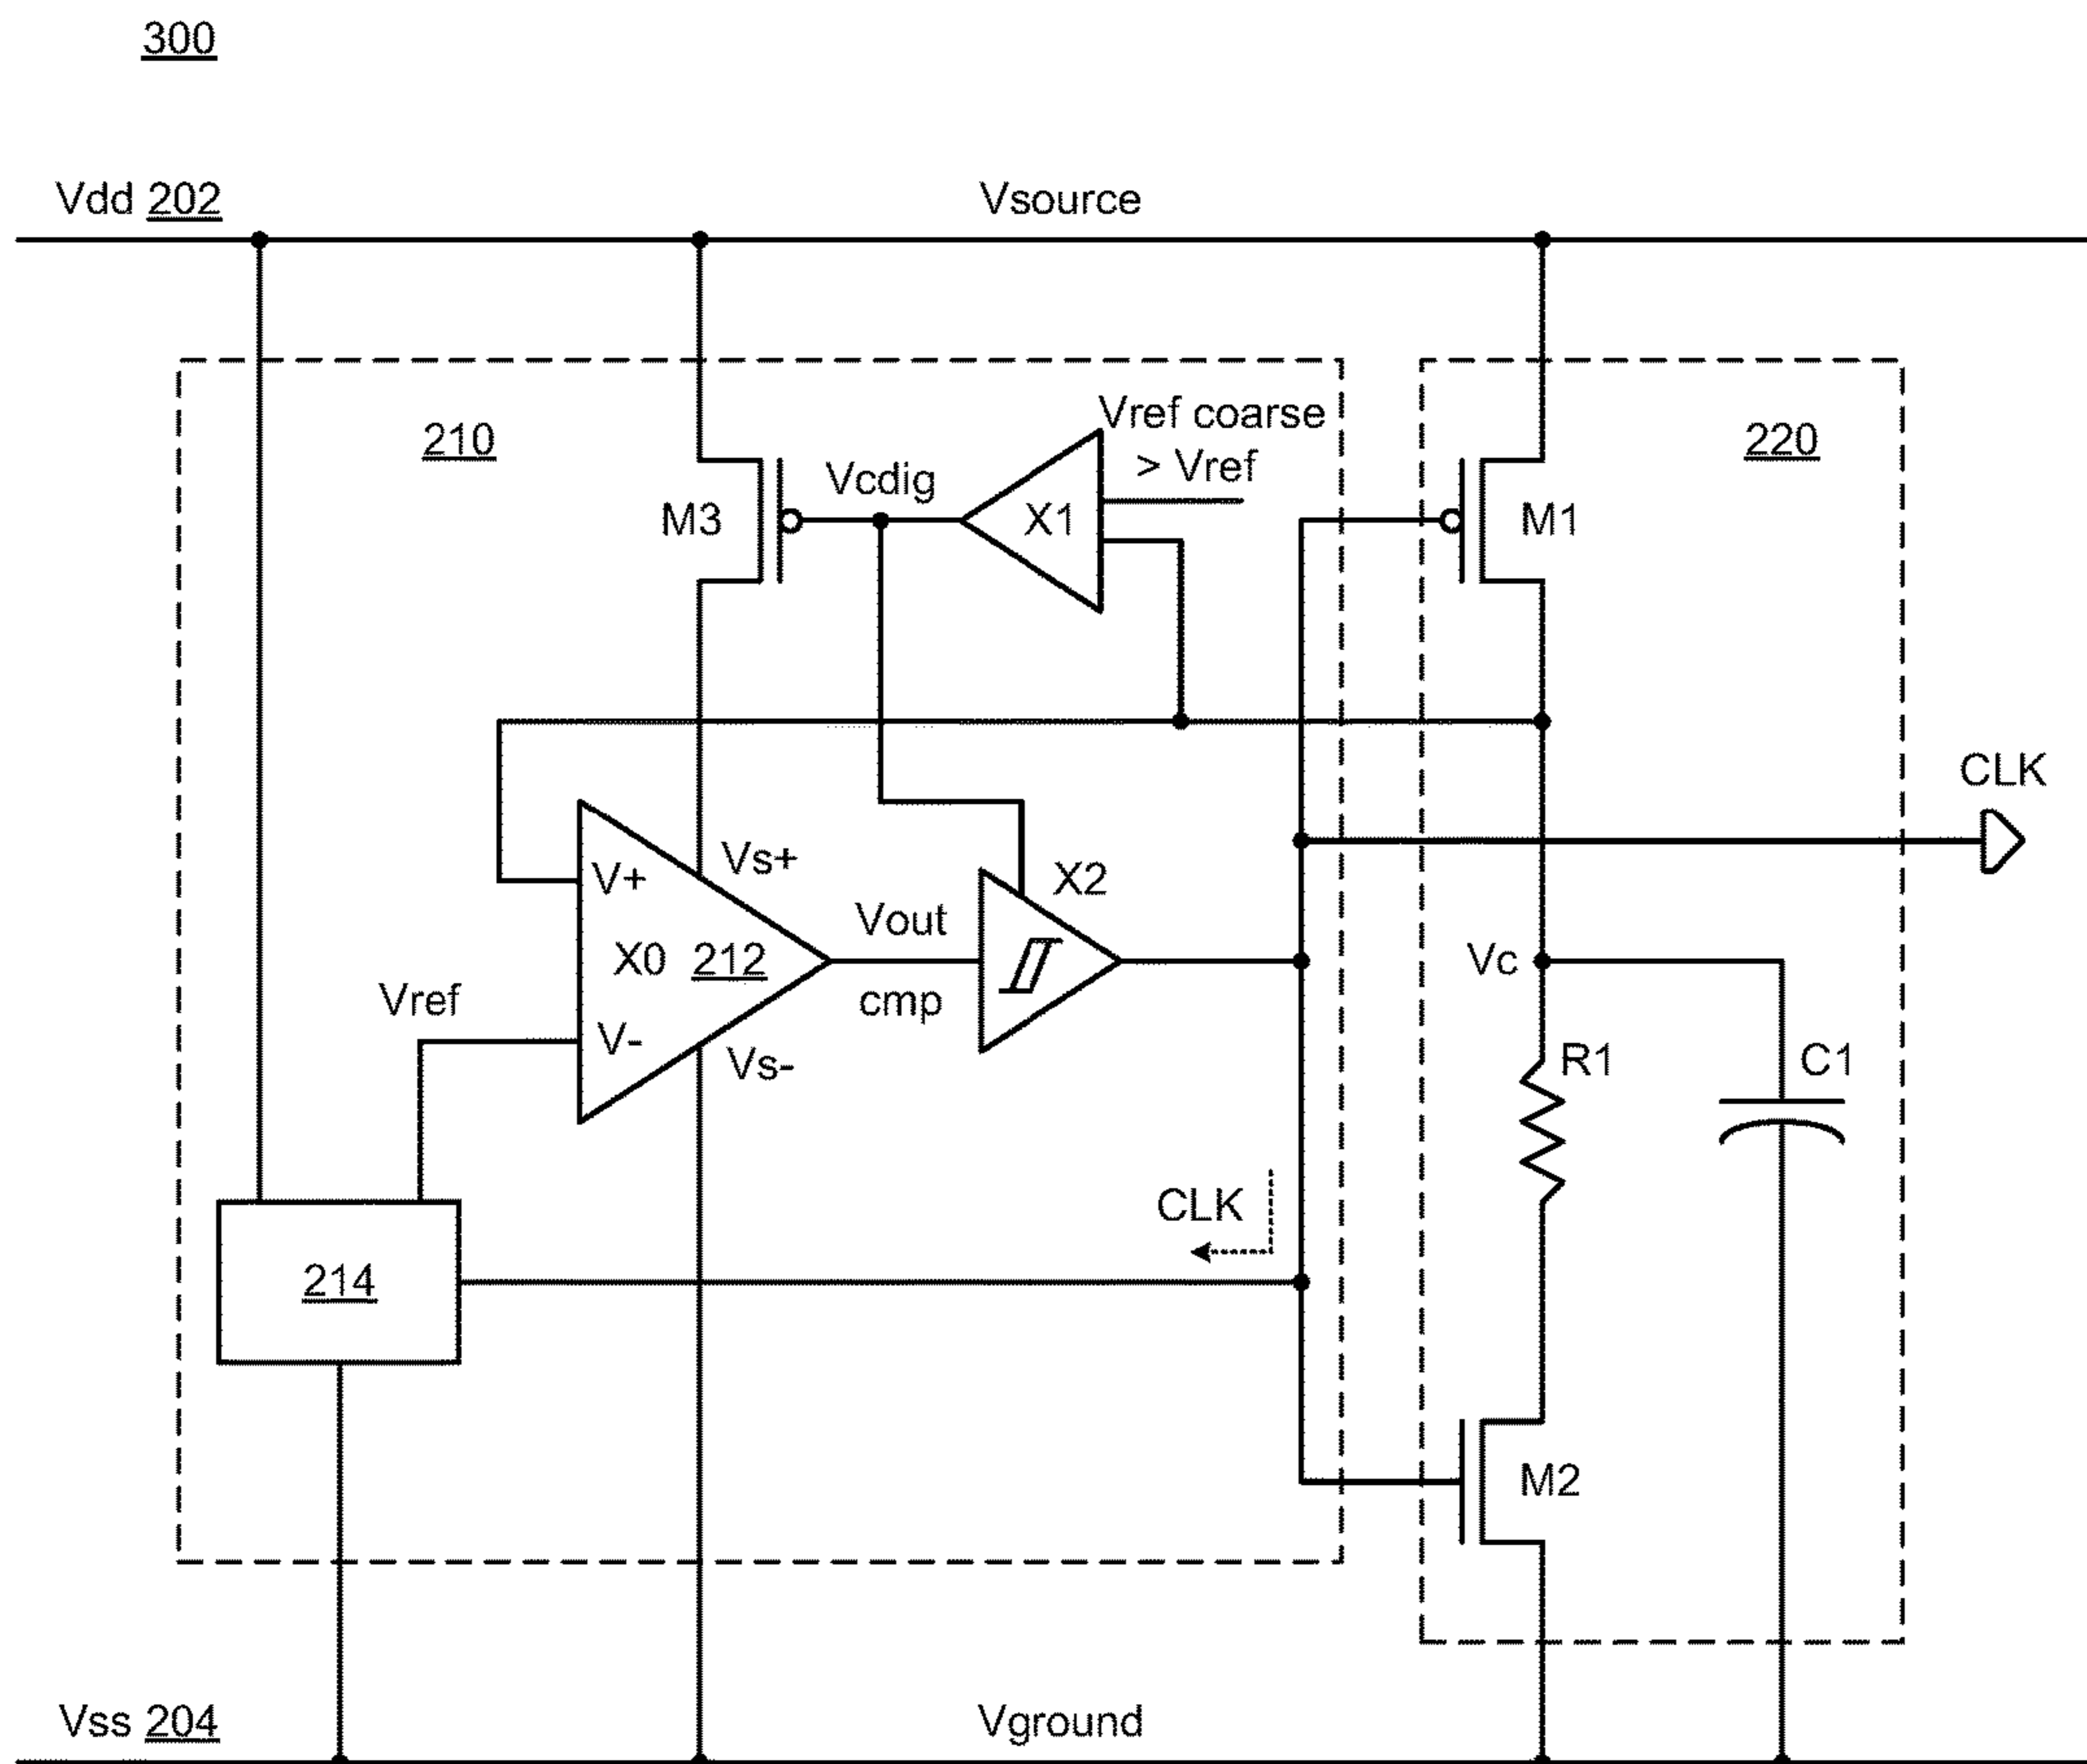 300
Vdd 202
Vsource
210
Vref coarse
> Vref
220
Vcdig
M3
X1
M1
CLK
Vs+
X2
V+
Vout
X0 212
Vc
Vref
cmp
V-
Vs-
R1
C1
CLK
214
M2
Vss 204
Vground